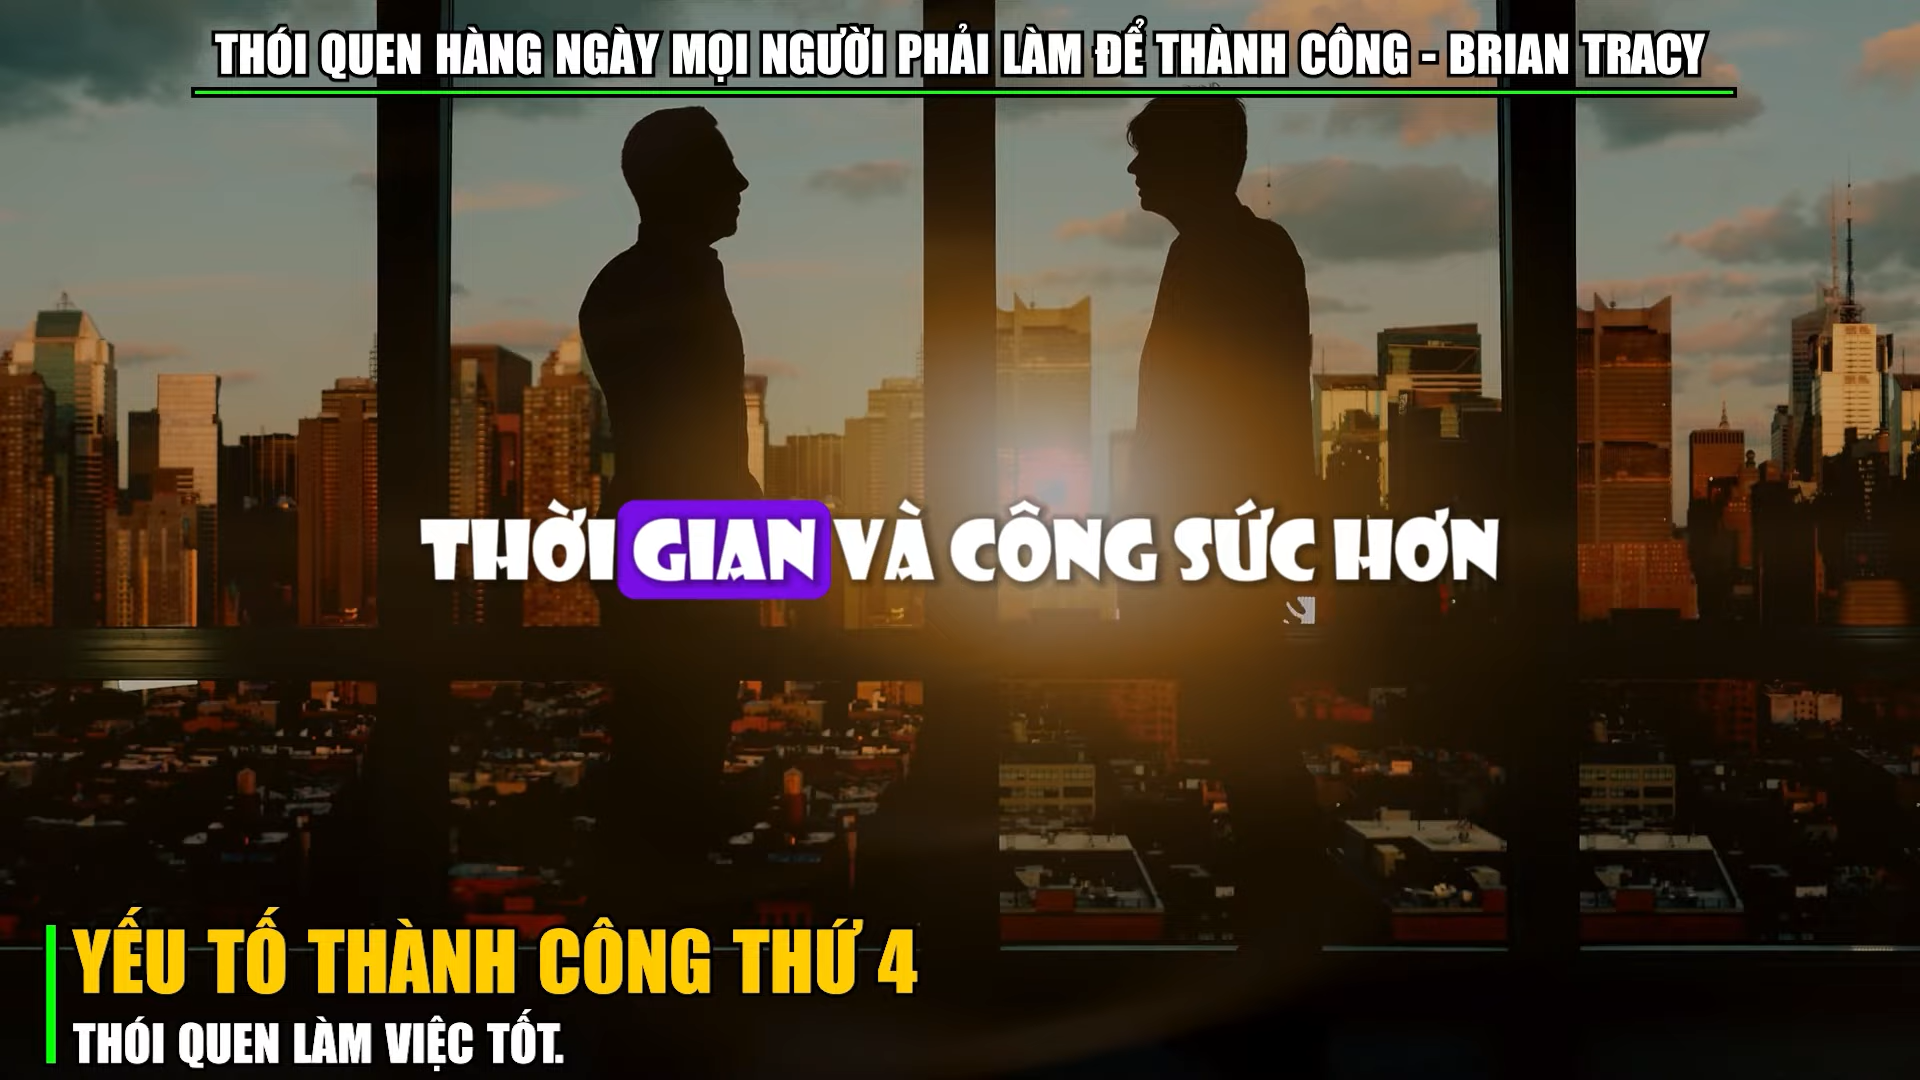 THÓI QUEN HÀNG NGÀY MỌI NGƯỜI PHẢI LÀM ĐỂ THÀNH CÔNG - BRIAN TRACY
THỜI GIAN VÀ CÔNG SỨC HƠN
YẾU TỐ THÀNH CÔNG THỨ 4
THÓI QUEN LÀM VIỆC TỐT.